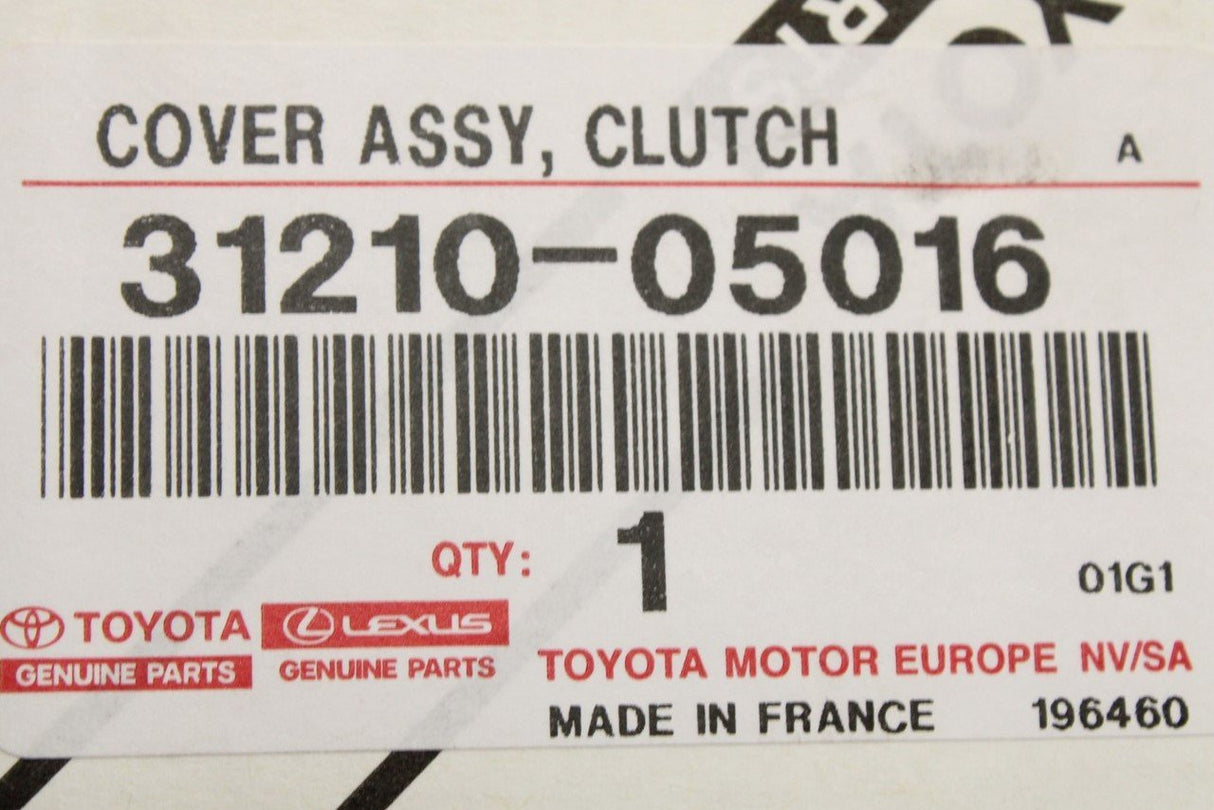 COVER ASSY, CLUTCH A
31210-05016
QTY: 1
01G1
TOYOTA LEXUS
GENUINE PARTS GENUINE PARTS
TOYOTA MOTOR EUROPE NV/SA
MADE IN FRANCE 196460